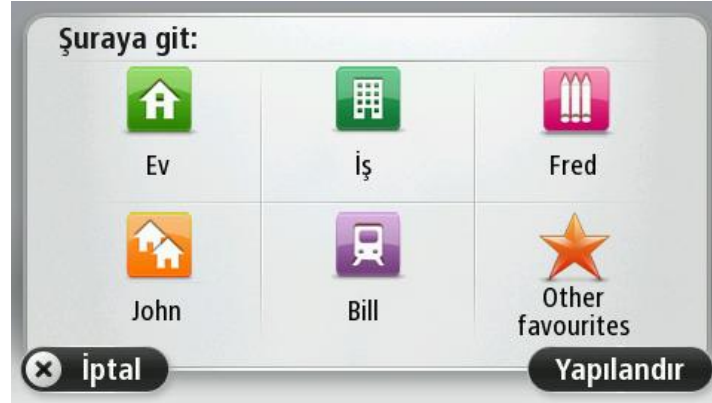 Şuraya git:
Ev
İş
Fred
John
Bill
Other
favourites
İptal
Yapılandır